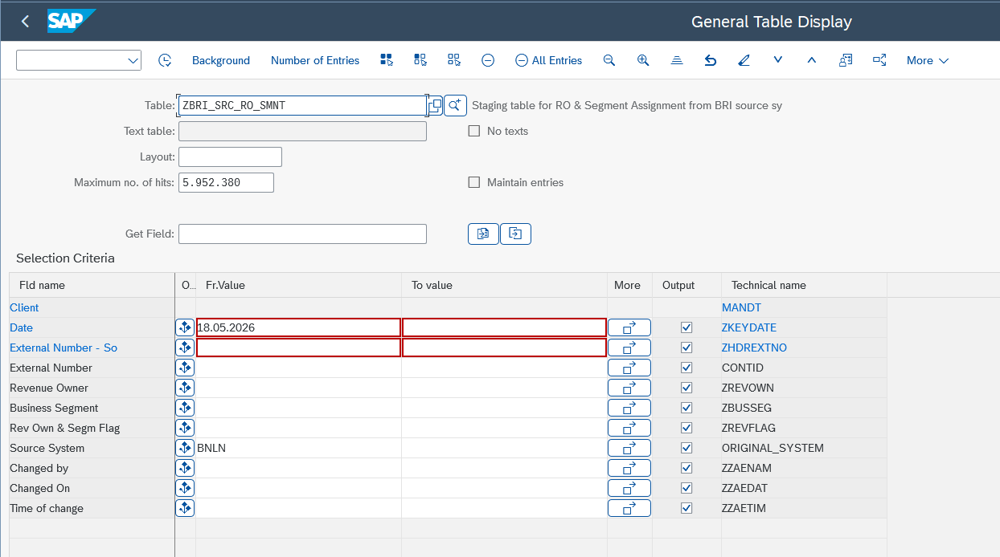 SAP General Table Display
Background Number of Entries All Entries More
Table: ZBRI_SRC_RO_SMNT Staging table for RO & Segment Assignment from BRI source sy
Text table: No texts
Layout:
Maximum no. of hits: 5.952.380 Maintain entries
Get Field:
Selection Criteria
Fld name O... Fr.Value To value More Output Technical name
Client MANDT
Date 18.05.2026 ZKEYDATE
External Number - So ZHDREXTNO
External Number CONTID
Revenue Owner ZREVOWN
Business Segment ZBUSSEG
Rev Own & Segm Flag ZREVFLAG
Source System BNLN ORIGINAL_SYSTEM
Changed by ZZAENAM
Changed On ZZAEDAT
Time of change ZZAETIM